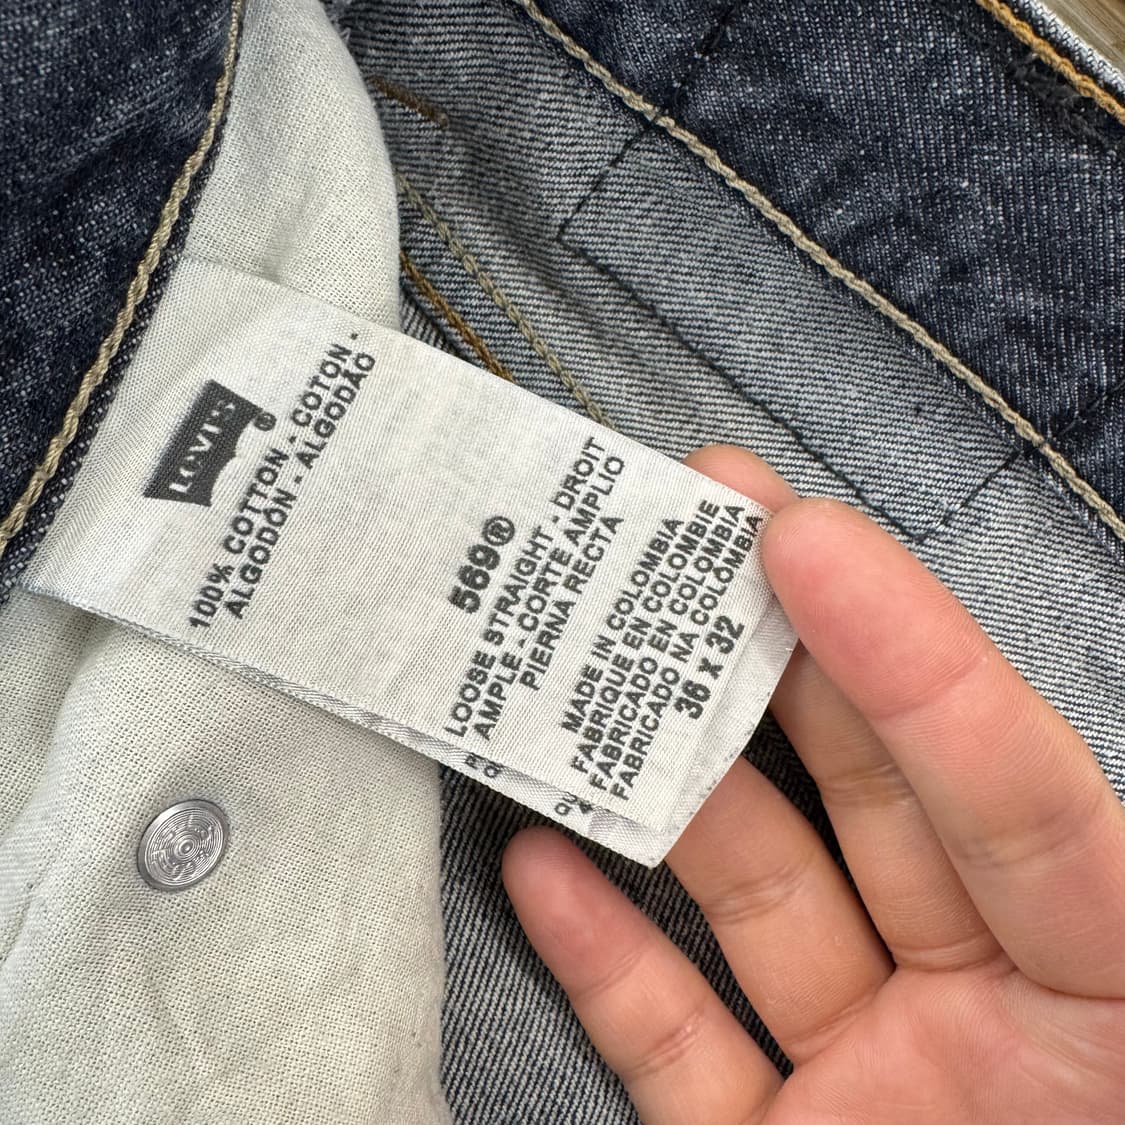 LEVI'S®
100% COTTON - COTON -
ALGODÓN - ALGODÃO
569®
LOOSE STRAIGHT - DROIT
AMPLE - CORTE AMPLIO
PIERNA RECTA
MADE IN COLOMBIA
FABRIQUE EN COLOMBIE
FABRICADO EN COLOMBIA
FABRICADO NA COLÔMBIA
36 x 32